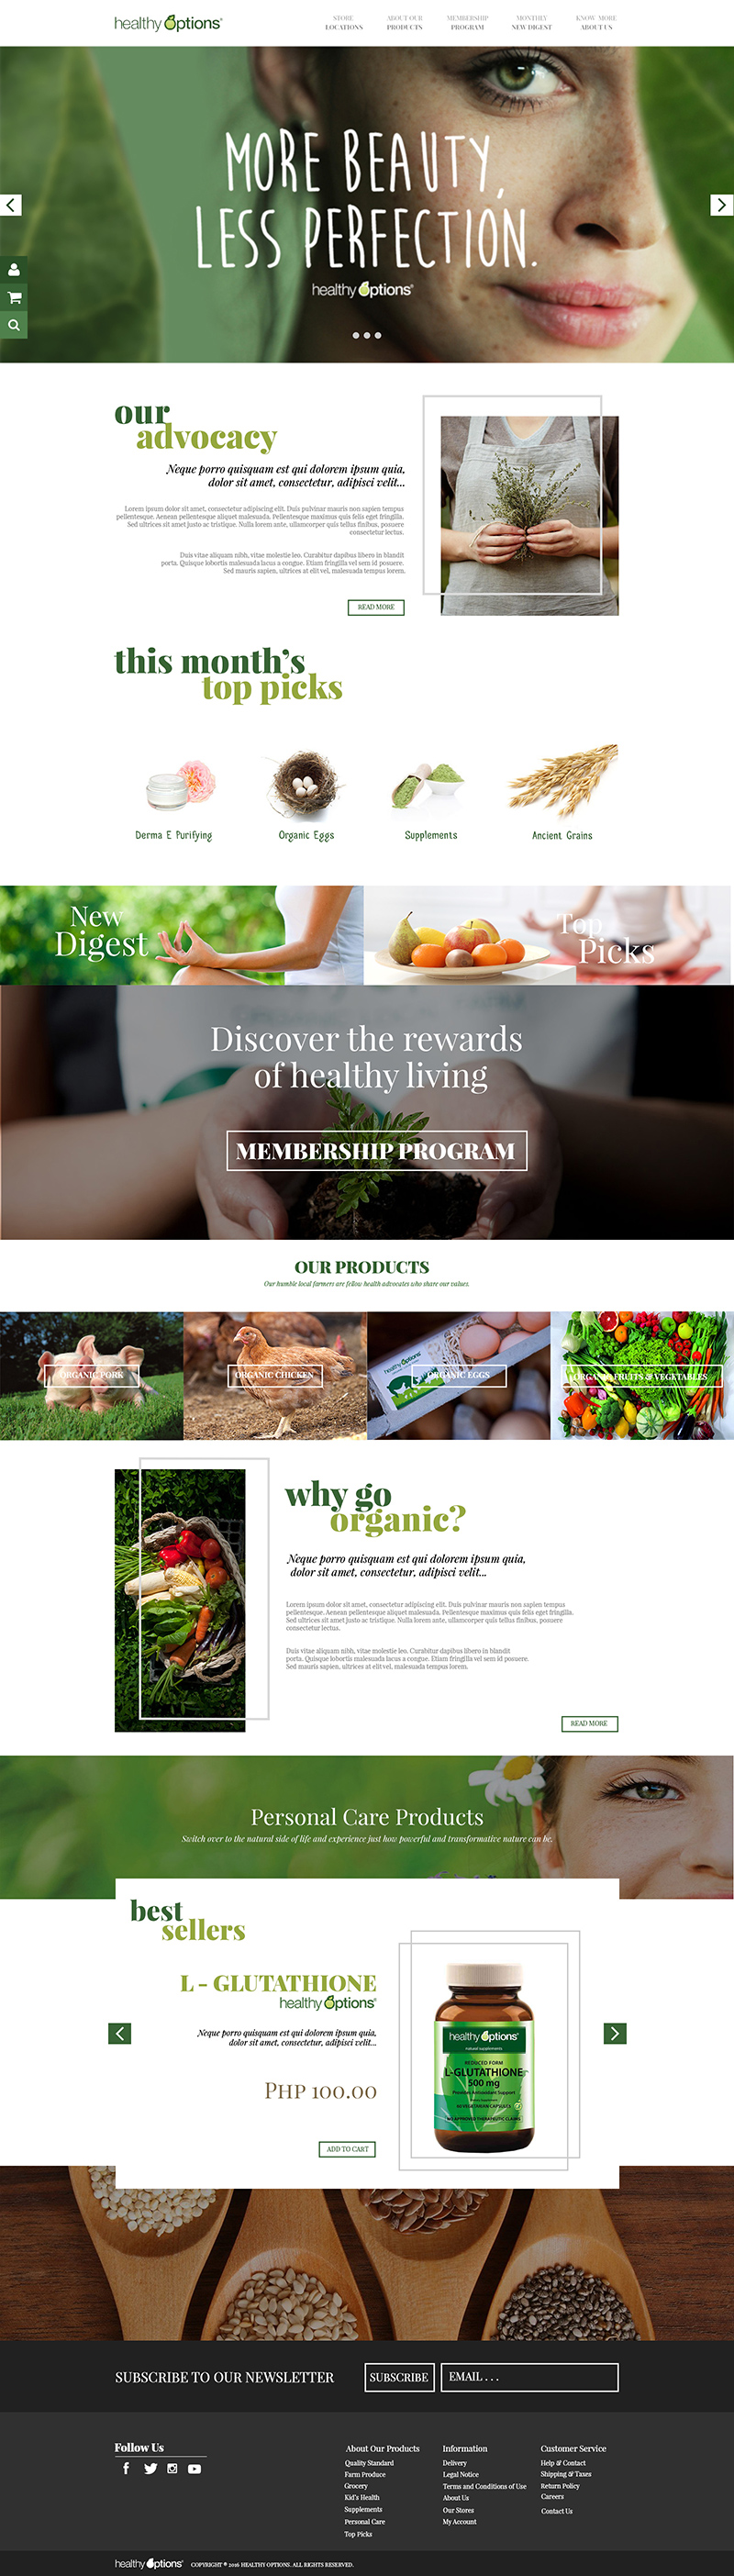 healthy Options®
STORE
LOCATIONS
ABOUT OUR
PRODUCTS
MEMBERSHIP
PROGRAM
MONTHLY
NEW DIGEST
KNOW MORE
ABOUT US
MORE BEAUTY,
LESS PERFECTION.
healthy Options®
our
advocacy
Neque porro quisquam est qui dolorem ipsum quia,
dolor sit amet, consectetur, adipisci velit...
Lorem ipsum dolor sit amet, consectetur adipiscing elit. Duis pulvinar mauris non sapien tempus
pellentesque. Aenean pellentesque aliquet malesuada. Pellentesque maximus quis felis eget fringilla.
Sed ultrices sit amet justo ac tristique. Nulla lorem ante, ullamcorper quis tellus finibus, posuere
consectetur lectus.
Duis vitae aliquam nibh, vitae molestie leo. Curabitur dapibus libero in blandit
porta. Quisque lobortis malesuada lacus a congue. Etiam fringilla vel sem id posuere.
Sed mauris sapien, ultrices at elit vel, malesuada tempus lorem.
READ MORE
this month's
top picks
Derma E Purifying
Organic Eggs
Supplements
Ancient Grains
New
Digest
Top
Picks
Discover the rewards
of healthy living
MEMBERSHIP PROGRAM
OUR PRODUCTS
Our humble local farmers are fellow health advocates who share our values.
ORGANIC PORK
ORGANIC CHICKEN
healthy Options
ORGANIC EGGS
ORGANIC FRUITS & VEGETABLES
why go
organic?
Neque porro quisquam est qui dolorem ipsum quia,
dolor sit amet, consectetur, adipisci velit...
Lorem ipsum dolor sit amet, consectetur adipiscing elit. Duis pulvinar mauris non sapien tempus
pellentesque. Aenean pellentesque aliquet malesuada. Pellentesque maximus quis felis eget fringilla.
Sed ultrices sit amet justo ac tristique. Nulla lorem ante, ullamcorper quis tellus finibus, posuere
consectetur lectus.
Duis vitae aliquam nibh, vitae molestie leo. Curabitur dapibus libero in blandit
porta. Quisque lobortis malesuada lacus a congue. Etiam fringilla vel sem id posuere.
Sed mauris sapien, ultrices at elit vel, malesuada tempus lorem.
READ MORE
Personal Care Products
Switch over to the natural side of life and experience just how powerful and transformative nature can be.
best
sellers
L - GLUTATHIONE
healthy Options®
Neque porro quisquam est qui dolorem ipsum quia,
dolor sit amet, consectetur, adipisci velit...
PHP 100.00
ADD TO CART
healthy Options®
natural supplements
REDUCED FORM
L-GLUTATHIONE
500 mg
Provides Antioxidant Support
60 VEGETARIAN CAPSULES
NO APPROVED THERAPEUTIC CLAIMS
SUBSCRIBE TO OUR NEWSLETTER
SUBSCRIBE
EMAIL . . .
Follow Us
About Our Products
Quality Standard
Farm Produce
Grocery
Kid's Health
Supplements
Personal Care
Top Picks
Information
Delivery
Legal Notice
Terms and Conditions of Use
About Us
Our Stores
My Account
Customer Service
Help & Contact
Shipping & Taxes
Return Policy
Careers
Contact Us
healthy Options®
COPYRIGHT ® 2016 HEALTHY OPTIONS. ALL RIGHTS RESERVED.